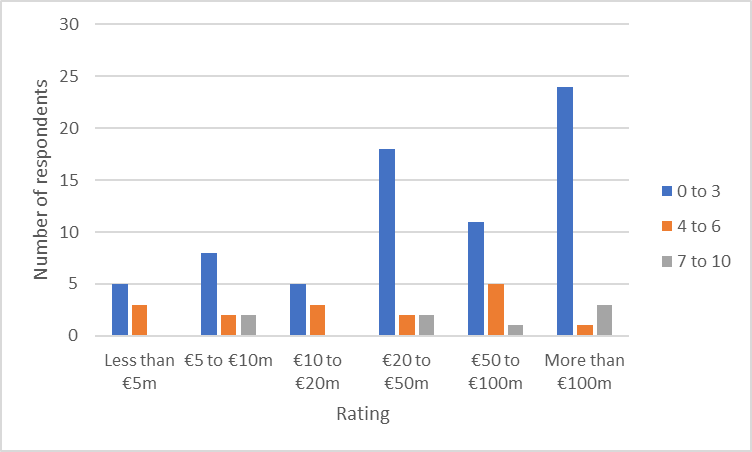 30
25
20
15
10
5
0
Number of respondents
Less than
€5m
€5 to €10m
€10 to
€20m
€20 to
€50m
€50 to
€100m
More than
€100m
Rating
0 to 3
4 to 6
7 to 10